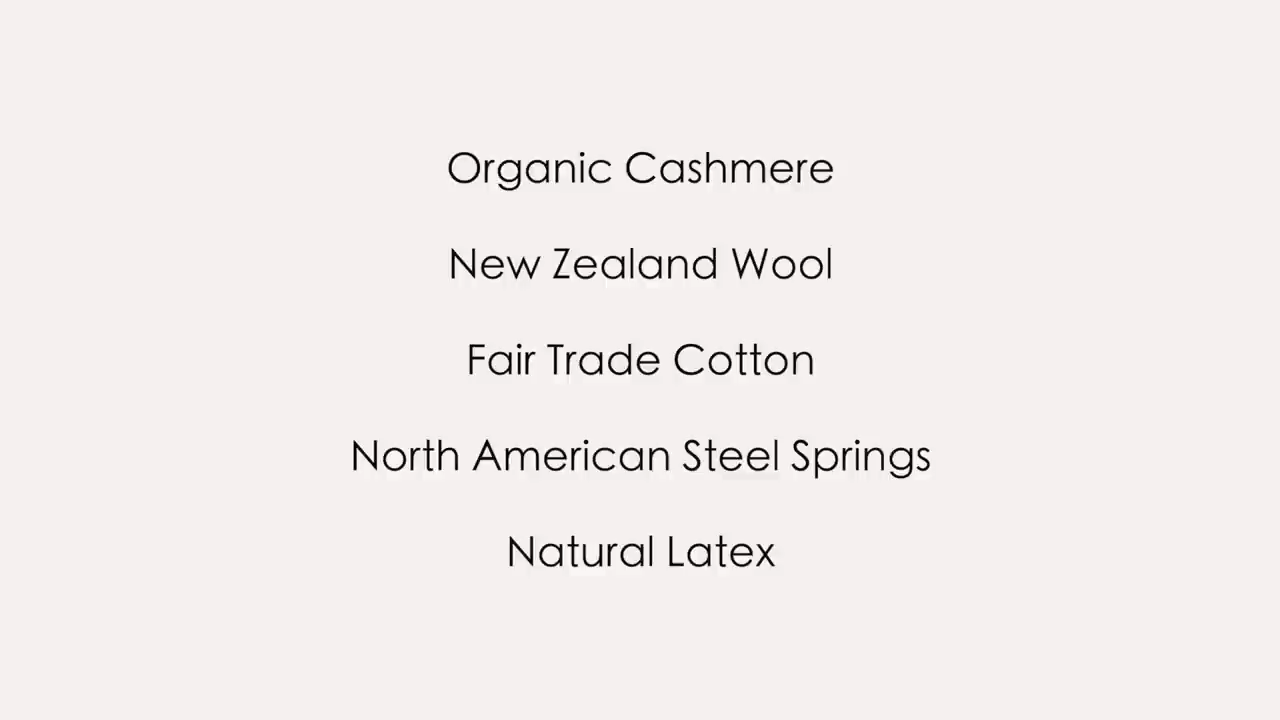 Organic Cashmere
New Zealand Wool
Fair Trade Cotton
North American Steel Springs
Natural Latex